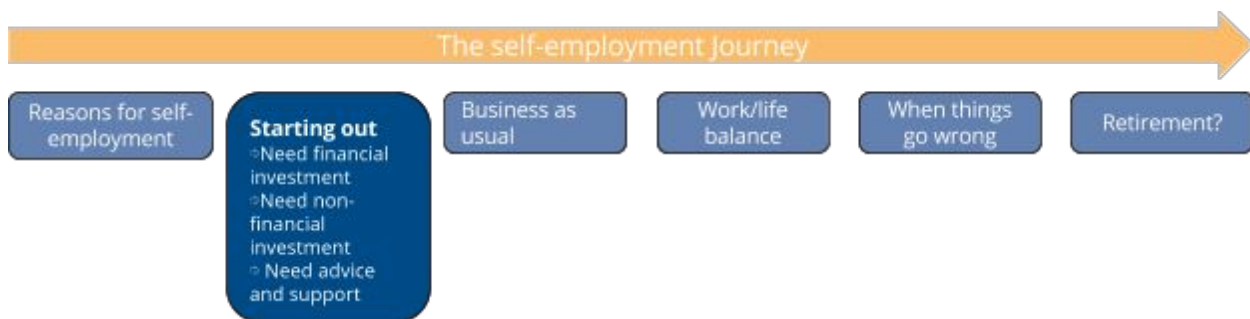 The self-employment Journey
Reasons for self-
employment
Starting out
⇨Need financial
investment
⇨Need non-
financial
investment
⇨ Need advice
and support
Business as
usual
Work/life
balance
When things
go wrong
Retirement?